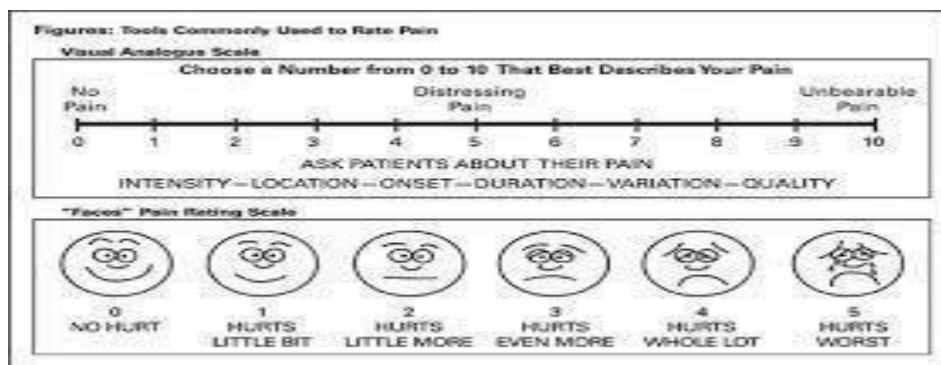 Figures: Tools Commonly Used to Rate Pain
Visual Analogue Scale
Choose a Number from 0 to 10 That Best Describes Your Pain
No Distressing Unbearable
Pain Pain Pain
0 1 2 3 4 5 6 7 8 9 10
ASK PATIENTS ABOUT THEIR PAIN
INTENSITY—LOCATION—ONSET—DURATION—VARIATION—QUALITY
"Faces" Pain Rating Scale
0 1 2 3 4 5
NO HURT HURTS HURTS HURTS HURTS HURTS
LITTLE BIT LITTLE MORE EVEN MORE WHOLE LOT WORST